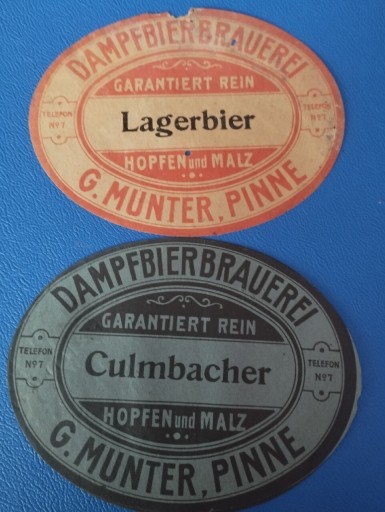 DAMPFBIERBRAUEREI
GARANTIERT REIN
TELEFON Nº7
Lagerbier
TELEFON Nº7
HOPFEN und MALZ
G. MUNTER, PINNE
DAMPFBIERBRAUEREI
GARANTIERT REIN
TELEFON Nº7
Culmbacher
TELEFON Nº7
HOPFEN und MALZ
G. MUNTER, PINNE